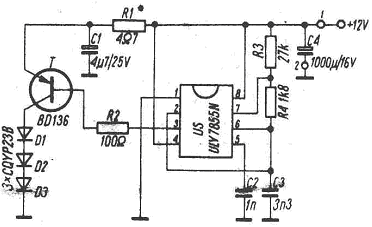 R1 *
4Ω7
1
+12V
C1
4µ7/25V
R3
27k
C4
2
1000µ/16V
T
BD136
R2
100Ω
1
2
3
4
US
ULY7855N
8
7
6
5
R4 1k8
3×CQYP23B
D1
D2
D3
C2
1n
C3
3n3